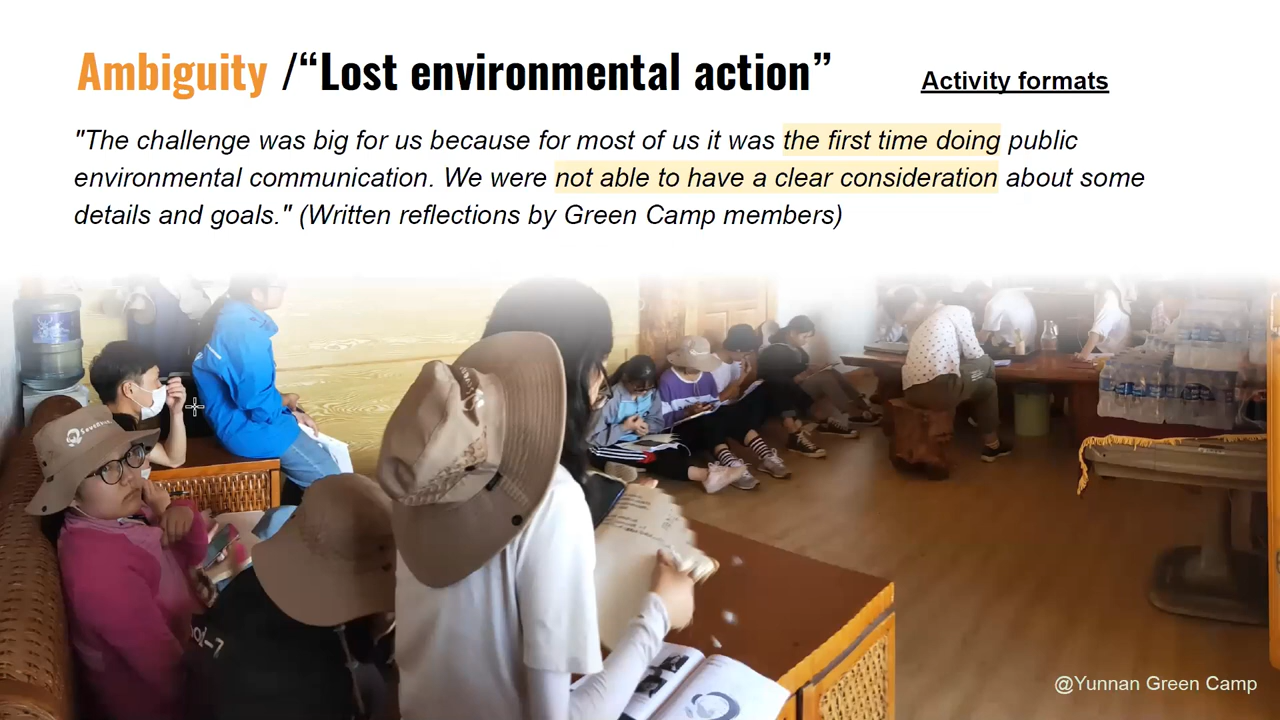 Ambiguity /“Lost environmental action”
Activity formats
"The challenge was big for us because for most of us it was the first time doing public
environmental communication. We were not able to have a clear consideration about some
details and goals." (Written reflections by Green Camp members)
@Yunnan Green Camp